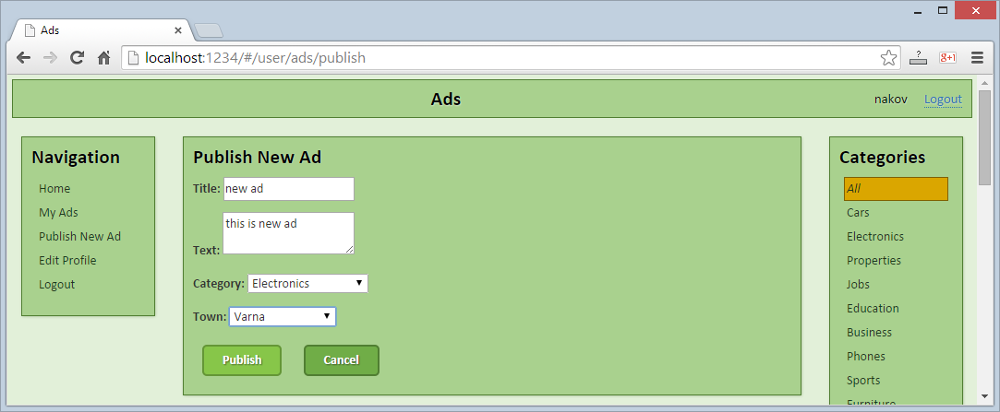 Ads
localhost:1234/#/user/ads/publish
?
g+1
Ads
nakov Logout
Navigation
Home
My Ads
Publish New Ad
Edit Profile
Logout
Publish New Ad
Title: new ad
this is new ad
Text:
Category: Electronics
Town: Varna
Publish Cancel
Categories
All
Cars
Electronics
Properties
Jobs
Education
Business
Phones
Sports
Furniture